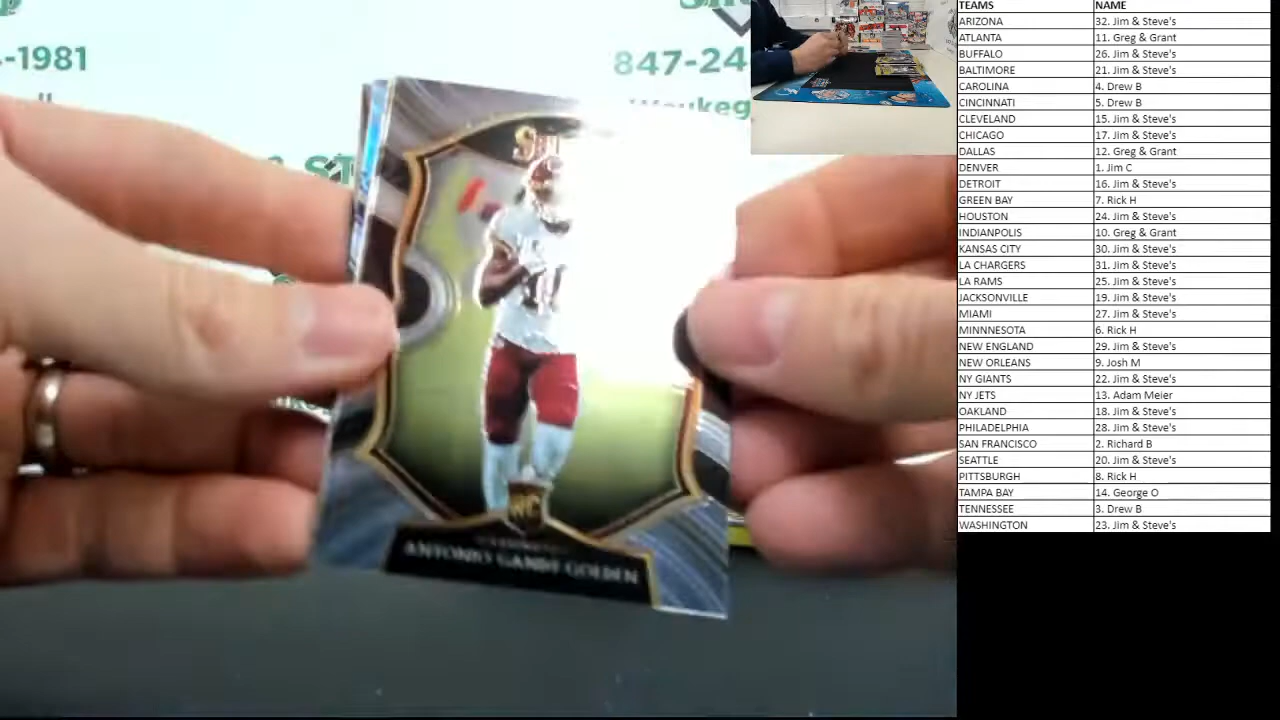 -1981
847-24
Waukeg
& ST
RC
ANTONIO GANDY-GOLDEN
TEAMS NAME
ARIZONA 32. Jim & Steve's
ATLANTA 11. Greg & Grant
BUFFALO 26. Jim & Steve's
BALTIMORE 21. Jim & Steve's
CAROLINA 4. Drew B
CINCINNATI 5. Drew B
CLEVELAND 15. Jim & Steve's
CHICAGO 17. Jim & Steve's
DALLAS 12. Greg & Grant
DENVER 1. Jim C
DETROIT 16. Jim & Steve's
GREEN BAY 7. Rick H
HOUSTON 24. Jim & Steve's
INDIANPOLIS 10. Greg & Grant
KANSAS CITY 30. Jim & Steve's
LA CHARGERS 31. Jim & Steve's
LA RAMS 25. Jim & Steve's
JACKSONVILLE 19. Jim & Steve's
MIAMI 27. Jim & Steve's
MINNNESOTA 6. Rick H
NEW ENGLAND 29. Jim & Steve's
NEW ORLEANS 9. Josh M
NY GIANTS 22. Jim & Steve's
NY JETS 13. Adam Meier
OAKLAND 18. Jim & Steve's
PHILADELPHIA 28. Jim & Steve's
SAN FRANCISCO 2. Richard B
SEATTLE 20. Jim & Steve's
PITTSBURGH 8. Rick H
TAMPA BAY 14. George O
TENNESSEE 3. Drew B
WASHINGTON 23. Jim & Steve's